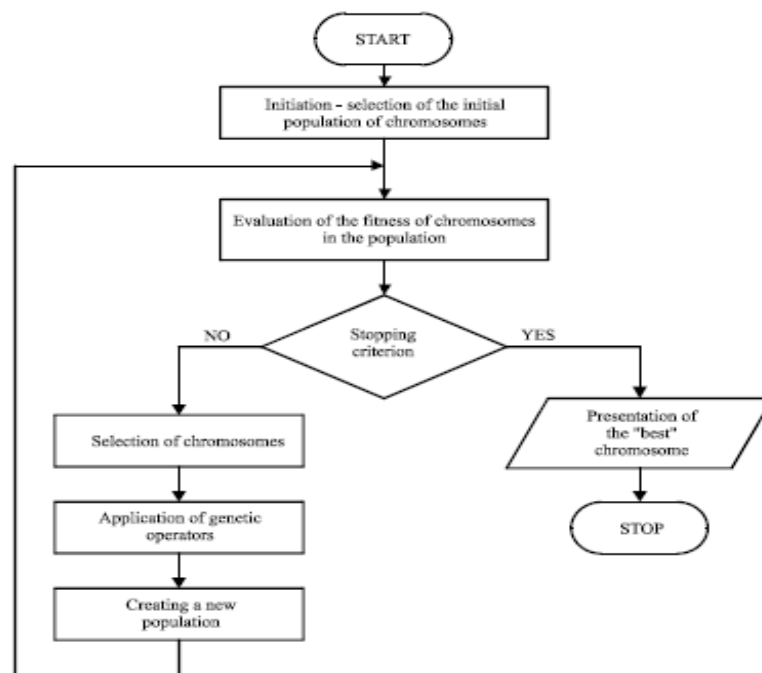 START
Initiation - selection of the initial
population of chromosomes
Evaluation of the fitness of chromosomes
in the population
NO
Stopping
criterion
YES
Selection of chromosomes
Presentation of
the "best"
chromosome
Application of genetic
operators
STOP
Creating a new
population